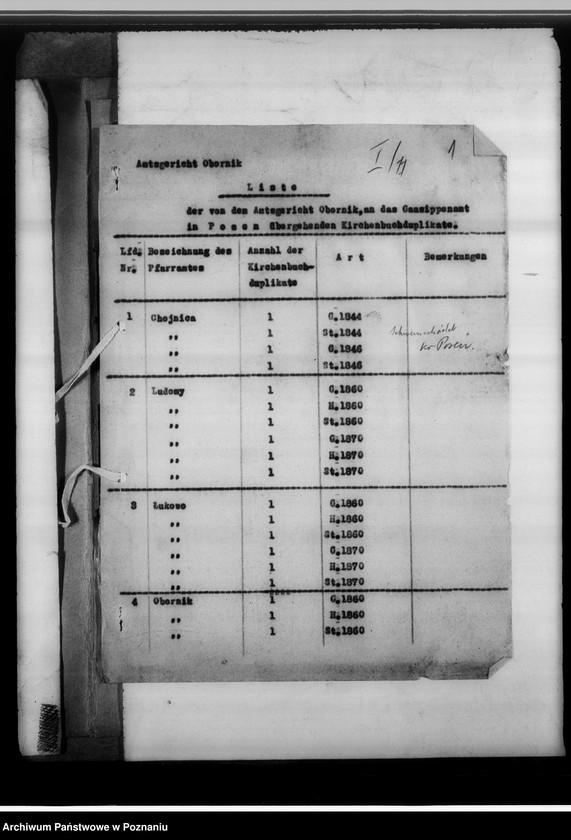 I/11 1
Amtsgericht Obornik
Liste
der von dem Amtsgericht Obornik, an das Gausippenamt
in Posen übergehenden Kirchenbuchduplikate.
Lfd. Bezeichnung des Anzahl der Art Bemerkungen
Nr. Pfarramtes Kirchenbuch-
duplikate
1 Chojnica 1 G.1844
„ 1 St.1844
„ 1 G.1846 Kr. Posen.
„ 1 St.1846
2 Ludomy 1 G.1860
„ 1 H.1860
„ 1 St.1860
„ 1 G.1870
„ 1 H.1870
„ 1 St.1870
3 Łukowo 1 G.1860
„ 1 H.1860
„ 1 St.1860
„ 1 G.1870
„ 1 H.1870
„ 1 St.1870
4 Obornik 1 G.1860
„ 1 H.1860
„ 1 St.1860
Archiwum Państwowe w Poznaniu